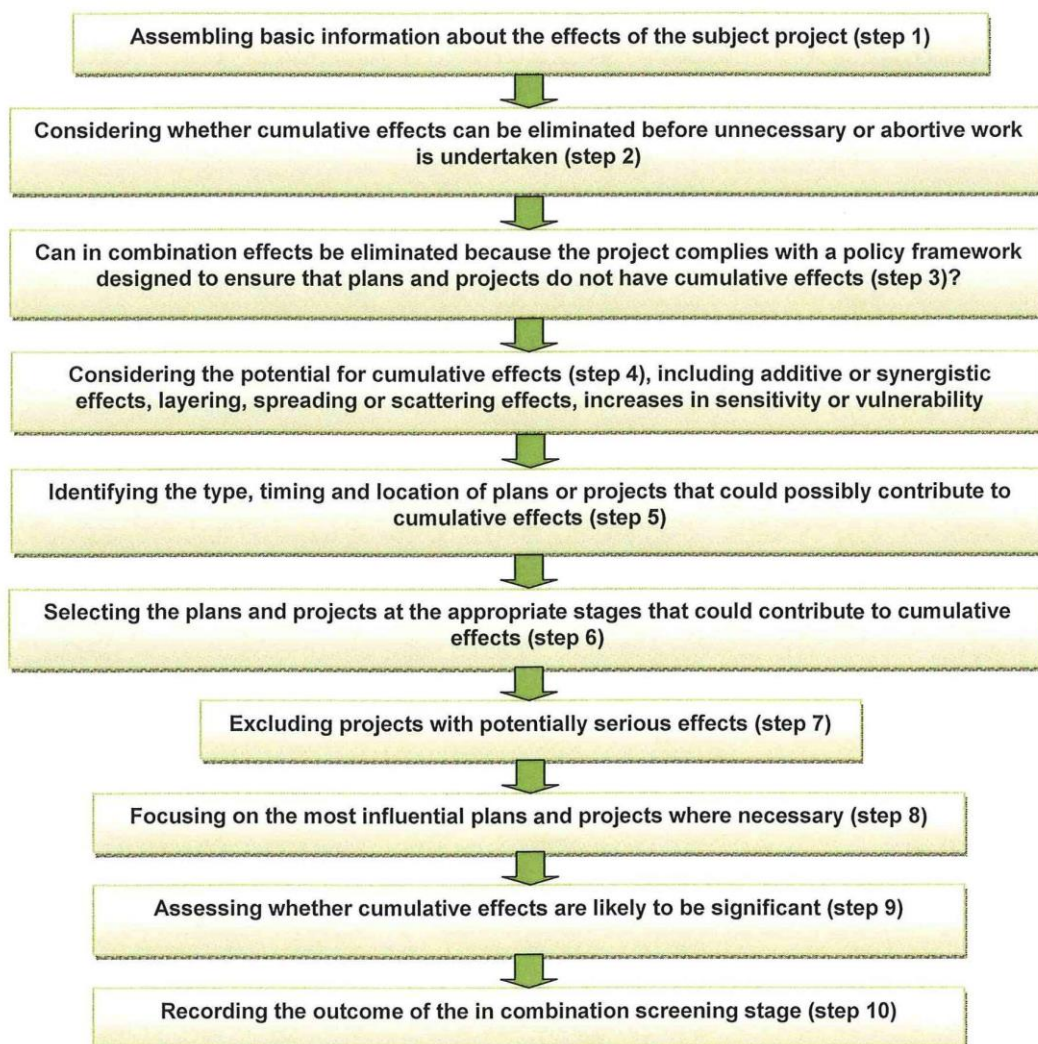 Assembling basic information about the effects of the subject project (step 1)
Considering whether cumulative effects can be eliminated before unnecessary or abortive work
is undertaken (step 2)
Can in combination effects be eliminated because the project complies with a policy framework
designed to ensure that plans and projects do not have cumulative effects (step 3)?
Considering the potential for cumulative effects (step 4), including additive or synergistic
effects, layering, spreading or scattering effects, increases in sensitivity or vulnerability
Identifying the type, timing and location of plans or projects that could possibly contribute to
cumulative effects (step 5)
Selecting the plans and projects at the appropriate stages that could contribute to cumulative
effects (step 6)
Excluding projects with potentially serious effects (step 7)
Focusing on the most influential plans and projects where necessary (step 8)
Assessing whether cumulative effects are likely to be significant (step 9)
Recording the outcome of the in combination screening stage (step 10)